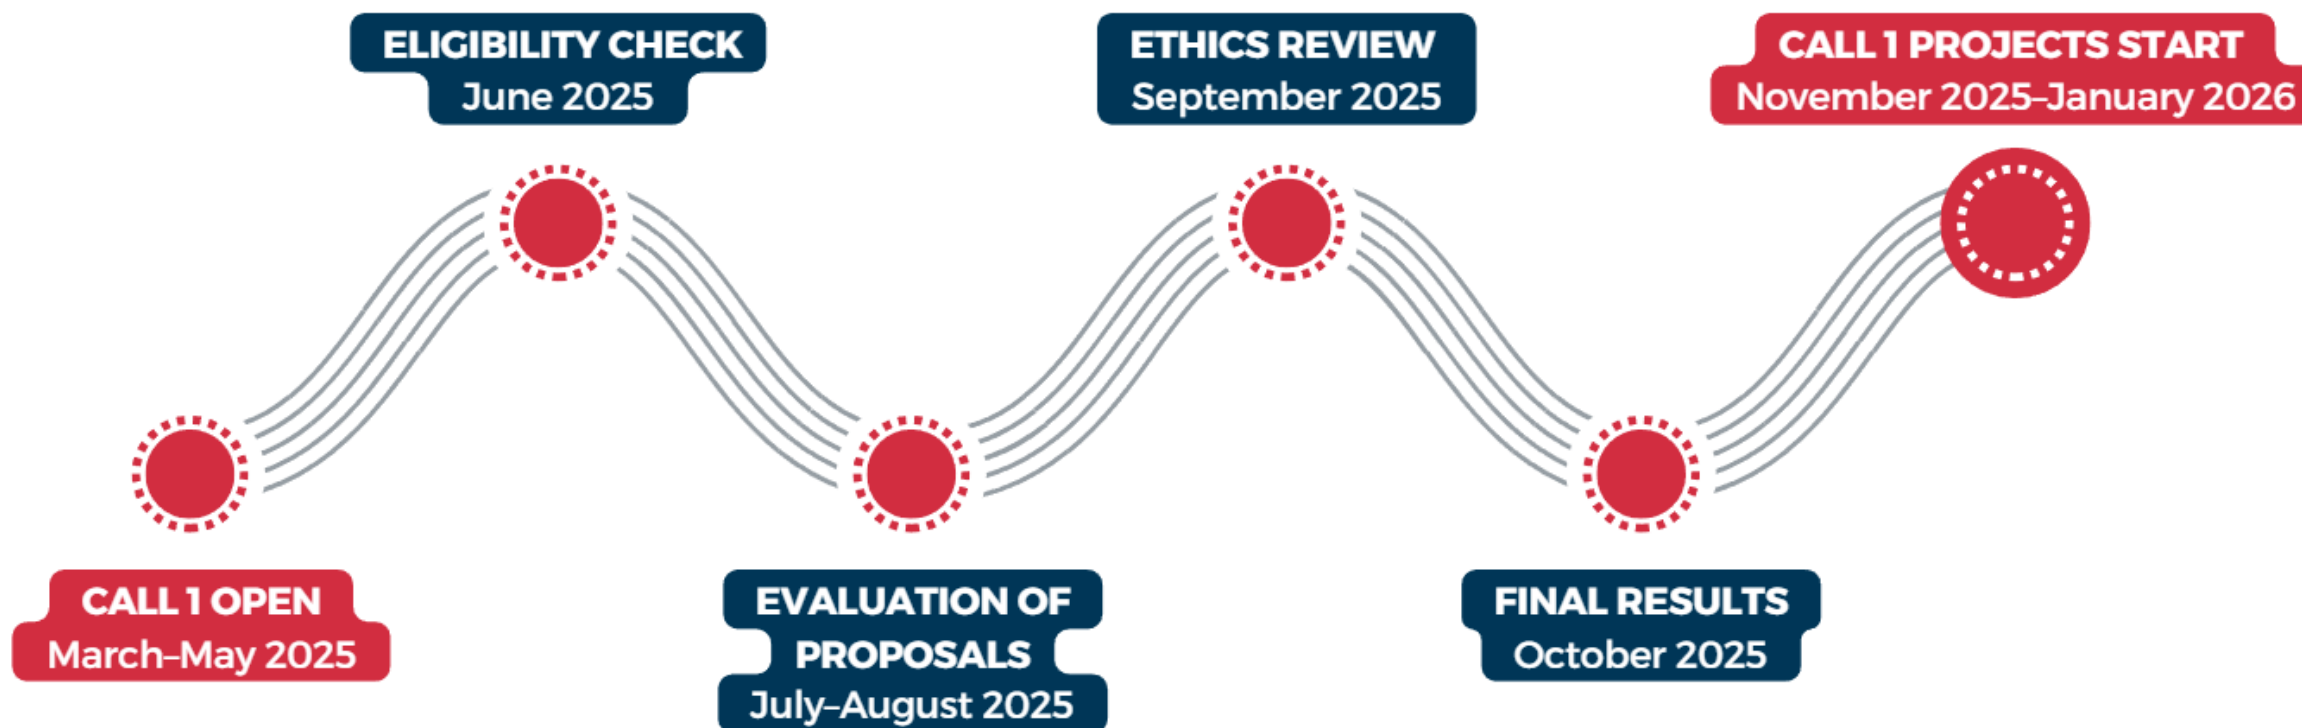 ELIGIBILITY CHECK
June 2025
ETHICS REVIEW
September 2025
CALL 1 PROJECTS START
November 2025–January 2026
CALL 1 OPEN
March–May 2025
EVALUATION OF
PROPOSALS
July–August 2025
FINAL RESULTS
October 2025